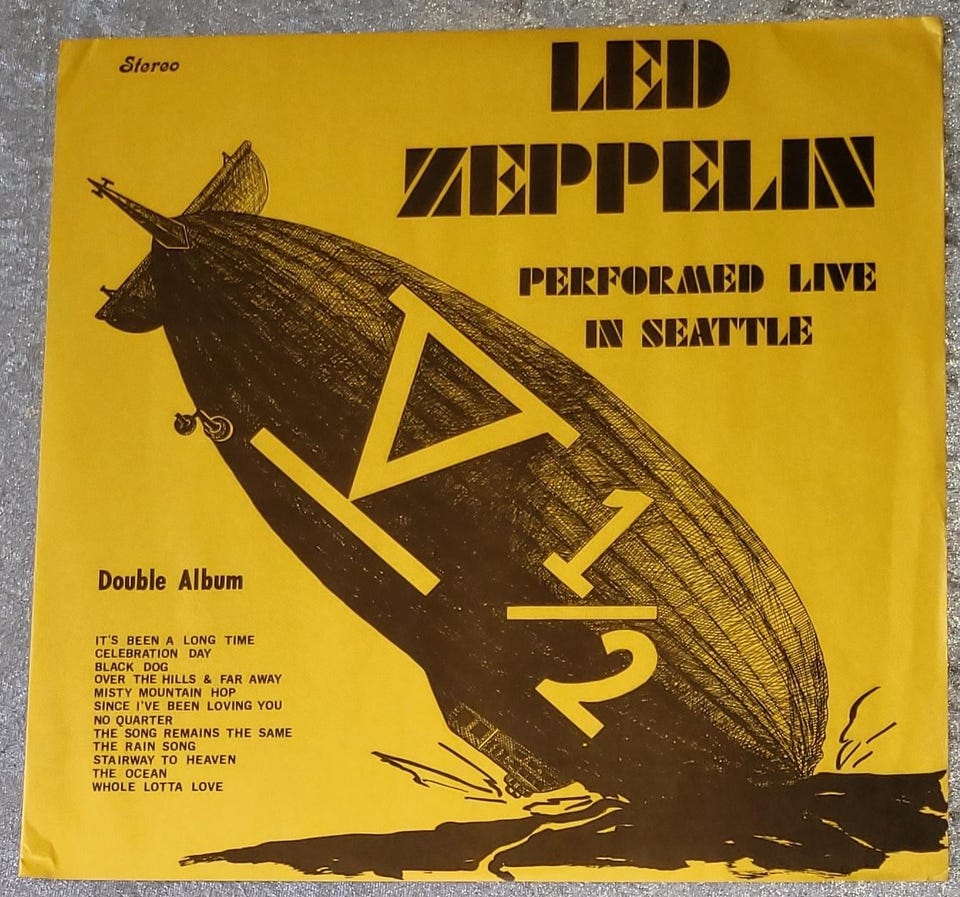 Stereo
LED
ZEPPELIN
PERFORMED LIVE
IN SEATTLE
V 1/2
Double Album
IT'S BEEN A LONG TIME
CELEBRATION DAY
BLACK DOG
OVER THE HILLS & FAR AWAY
MISTY MOUNTAIN HOP
SINCE I'VE BEEN LOVING YOU
NO QUARTER
THE SONG REMAINS THE SAME
THE RAIN SONG
STAIRWAY TO HEAVEN
THE OCEAN
WHOLE LOTTA LOVE